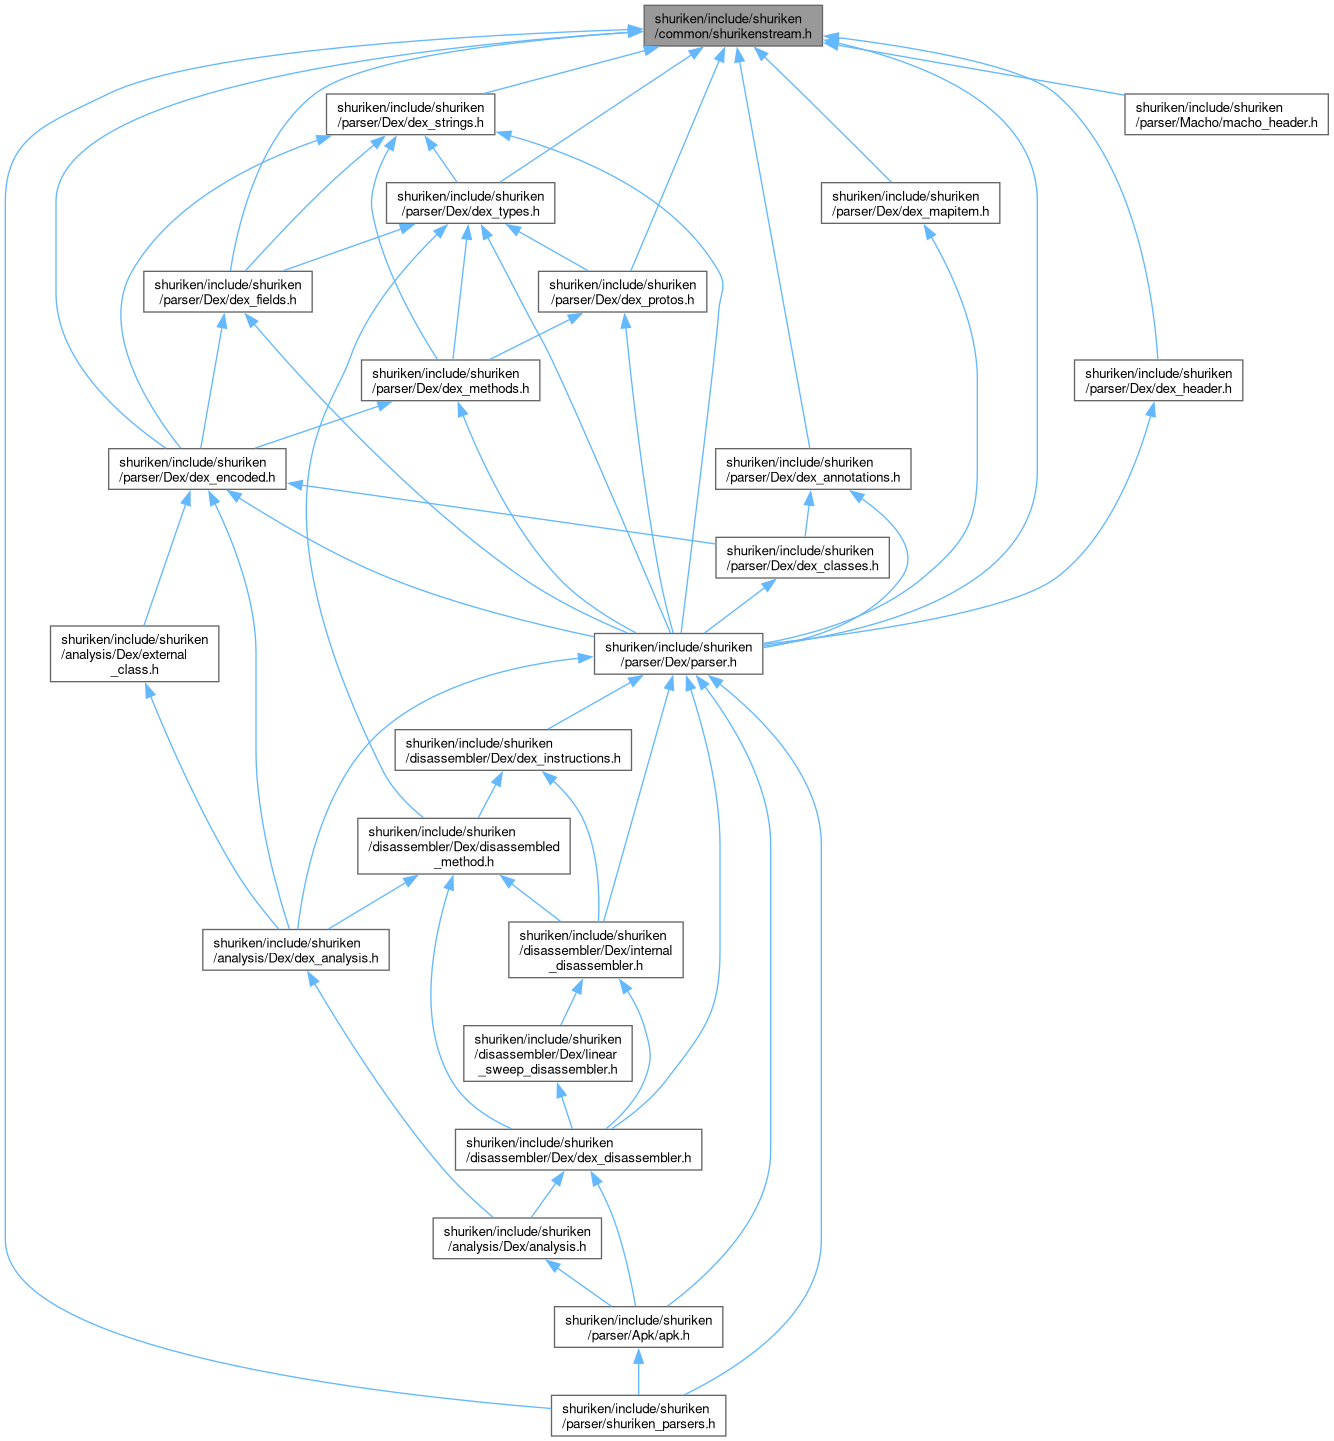 shuriken/include/shuriken
/common/shurikenstream.h
shuriken/include/shuriken
/parser/Dex/dex_strings.h
shuriken/include/shuriken
/parser/Macho/macho_header.h
shuriken/include/shuriken
/parser/Dex/dex_types.h
shuriken/include/shuriken
/parser/Dex/dex_mapitem.h
shuriken/include/shuriken
/parser/Dex/dex_fields.h
shuriken/include/shuriken
/parser/Dex/dex_protos.h
shuriken/include/shuriken
/parser/Dex/dex_methods.h
shuriken/include/shuriken
/parser/Dex/dex_header.h
shuriken/include/shuriken
/parser/Dex/dex_encoded.h
shuriken/include/shuriken
/parser/Dex/dex_annotations.h
shuriken/include/shuriken
/parser/Dex/dex_classes.h
shuriken/include/shuriken
/analysis/Dex/external
_class.h
shuriken/include/shuriken
/parser/Dex/parser.h
shuriken/include/shuriken
/disassembler/Dex/dex_instructions.h
shuriken/include/shuriken
/disassembler/Dex/disassembled
_method.h
shuriken/include/shuriken
/analysis/Dex/dex_analysis.h
shuriken/include/shuriken
/disassembler/Dex/internal
_disassembler.h
shuriken/include/shuriken
/disassembler/Dex/linear
_sweep_disassembler.h
shuriken/include/shuriken
/disassembler/Dex/dex_disassembler.h
shuriken/include/shuriken
/analysis/Dex/analysis.h
shuriken/include/shuriken
/parser/Apk/apk.h
shuriken/include/shuriken
/parser/shuriken_parsers.h